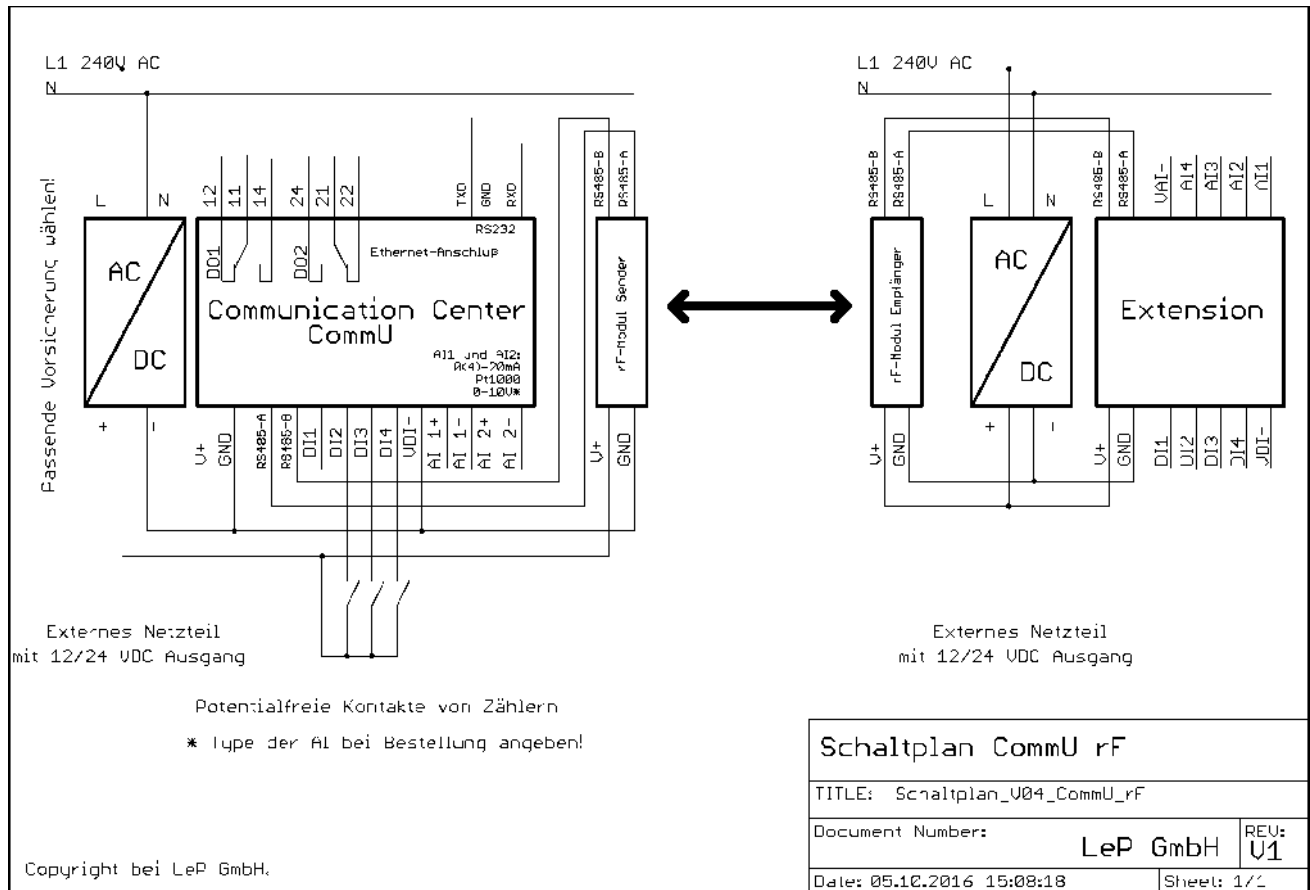 L1 240V AC
N
L1 240V AC
N
Passende Vorsicherung wählen!
L
N
AC
DC
+
-
12
11
14
24
21
22
TXD
GND
RXD
RS232
DO1
DO2
Ethernet-Anschluß
Communication Center
CommU
AI1 und AI2:
0(4)-20mA
Pt1000
0-10V*
V+
GND
RS485-A
RS485-B
DI1
DI2
DI3
DI4
VDI-
AI 1+
AI 1-
AI 2+
AI 2-
RS485-B
RS485-A
rF-Modul Sender
V+
GND
RS485-B
RS485-A
rF-Modul Empfänger
V+
GND
L
N
AC
DC
+
-
RS485-B
RS485-A
VAI-
AI4
AI3
AI2
AI1
Extension
V+
GND
DI1
DI2
DI3
DI4
VDI-
Externes Netzteil
mit 12/24 VDC Ausgang
Externes Netzteil
mit 12/24 VDC Ausgang
Potentialfreie Kontakte von Zählern
* Type der AI bei Bestellung angeben!
Schaltplan CommU rF
TITLE: Schaltplan_V04_CommU_rF
Document Number:
LeP GmbH
REV:
V1
Date: 05.10.2016 15:08:18
Sheet: 1/1
Copyright bei LeP GmbH.